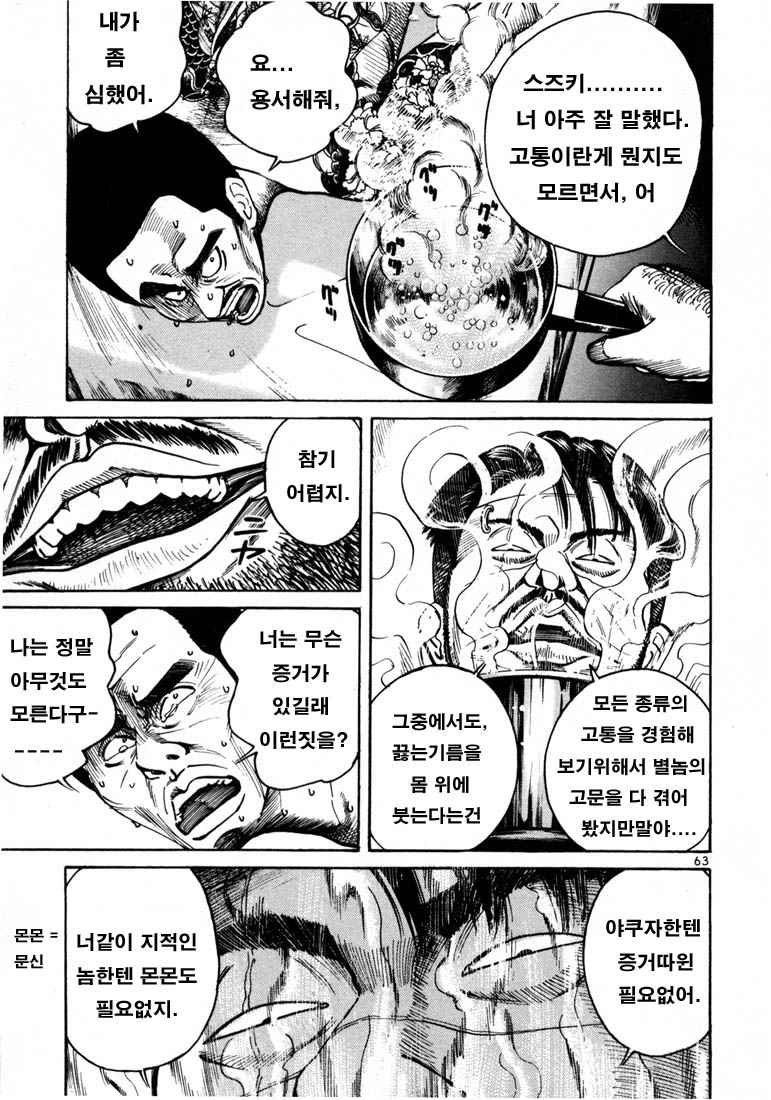 스즈키..........
너 아주 잘 말했다.
고통이란게 뭔지도
모르면서, 어
요...
용서해줘,
내가
좀
심했어.
グ
グ
グ
참기
어렵지.
ニャ
모든 종류의
고통을 경험해
보기위해서 별놈의
고문을 다 겪어
봤지만말야....
그중에서도,
끓는기름을
몸 위에
붓는다는건
너는 무슨
증거가
있길래
이런짓을?
나는 정말
아무것도
모른다구-
----
63
야쿠자한텐
증거따윈
필요없어.
너같이 지적인
놈한텐 몬몬도
필요없지.
몬몬 =
문신